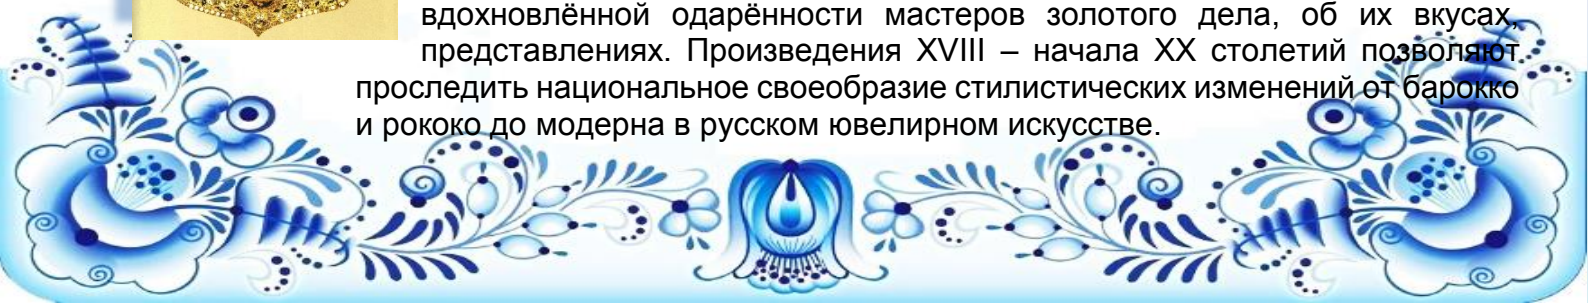 вдохновлённой одарённости мастеров золотого дела, об их вкусах,
представлениях. Произведения XVIII – начала XX столетий позволяют
проследить национальное своеобразие стилистических изменений от барокко
и рококо до модерна в русском ювелирном искусстве.